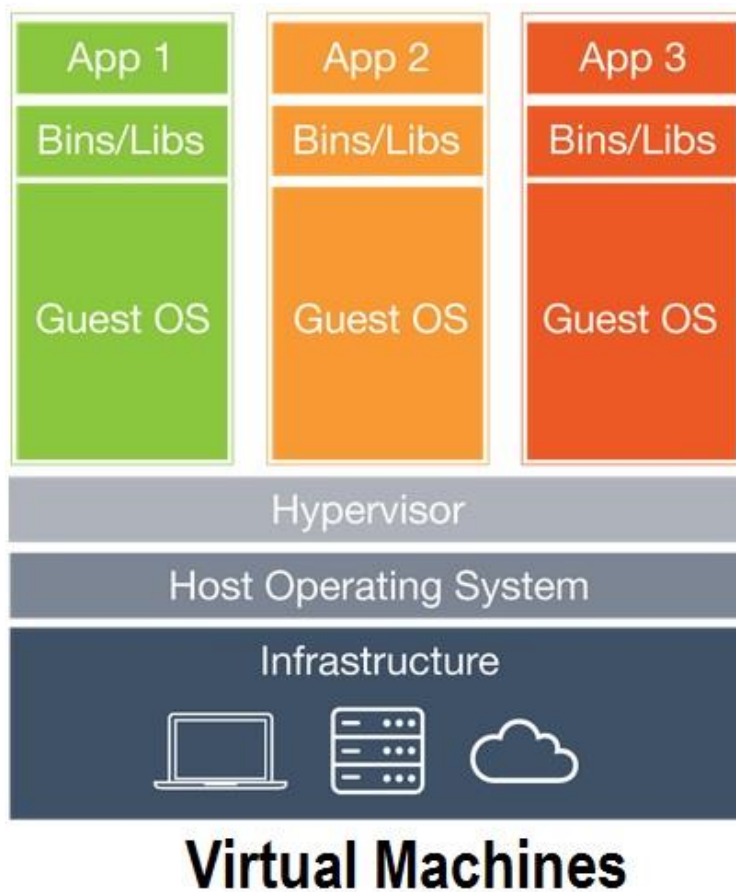 App 1
App 2
App 3
Bins/Libs
Bins/Libs
Bins/Libs
Guest OS
Guest OS
Guest OS
Hypervisor
Host Operating System
Infrastructure
Virtual Machines